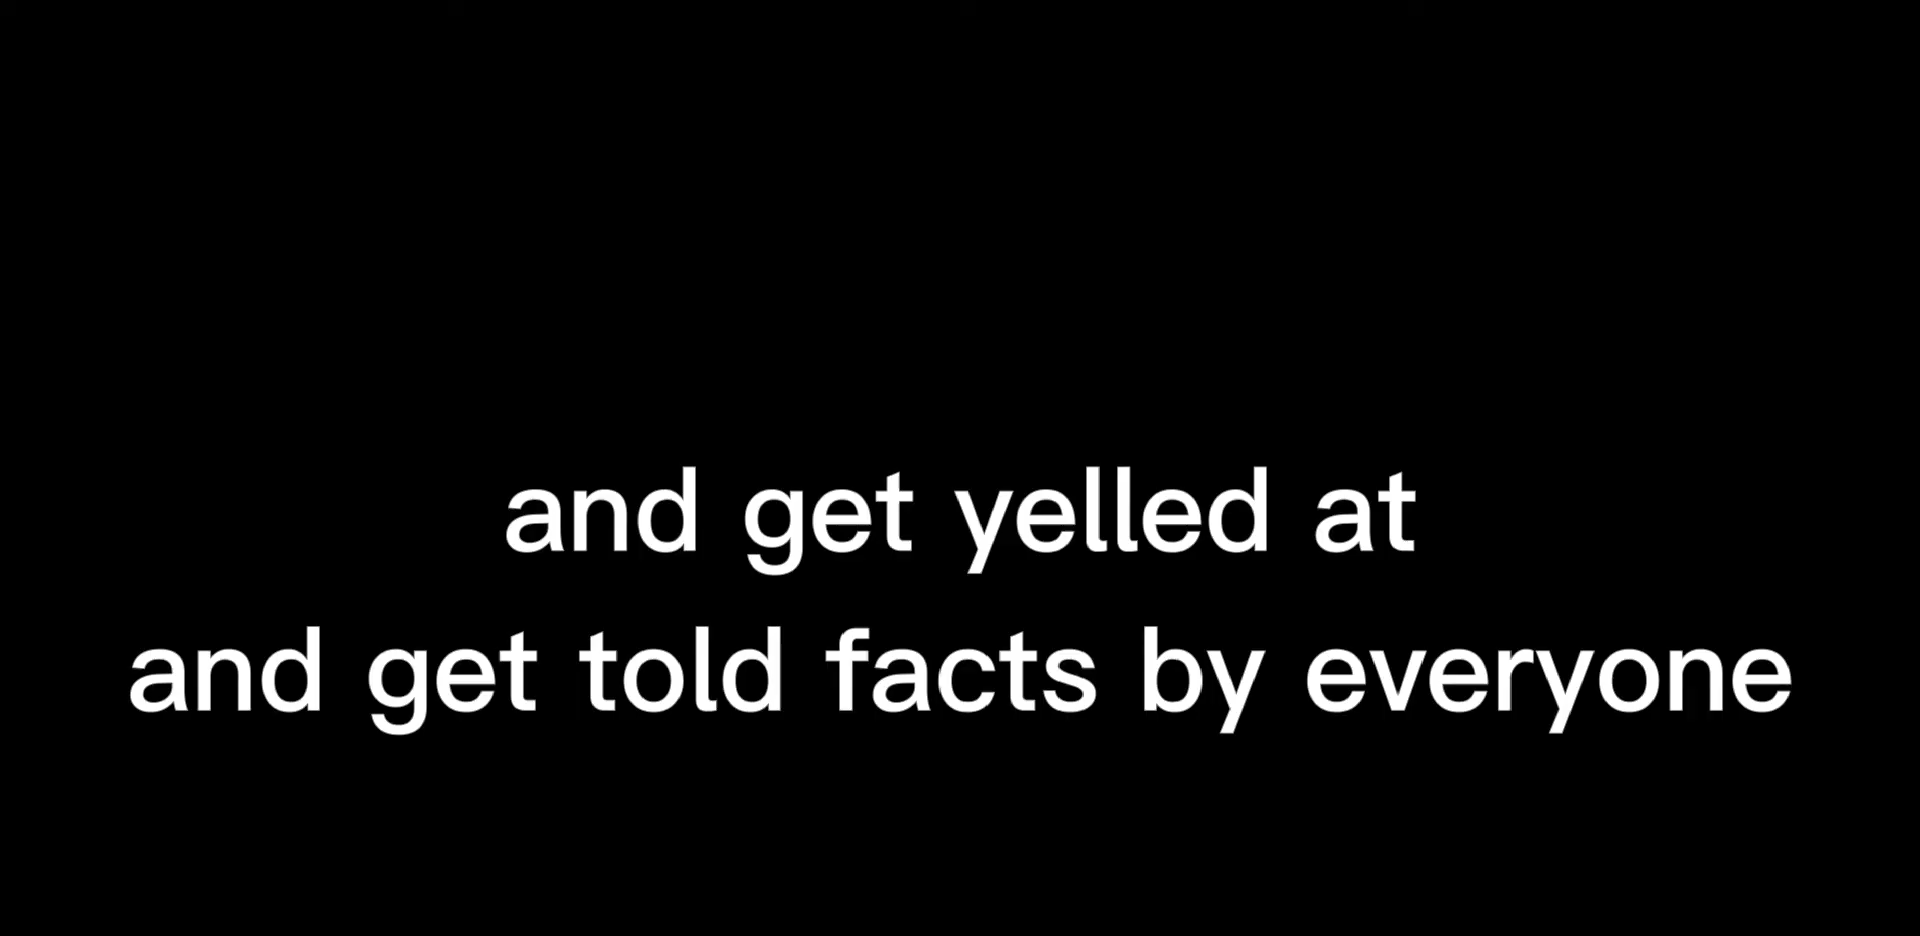 and get yelled at
and get told facts by everyone